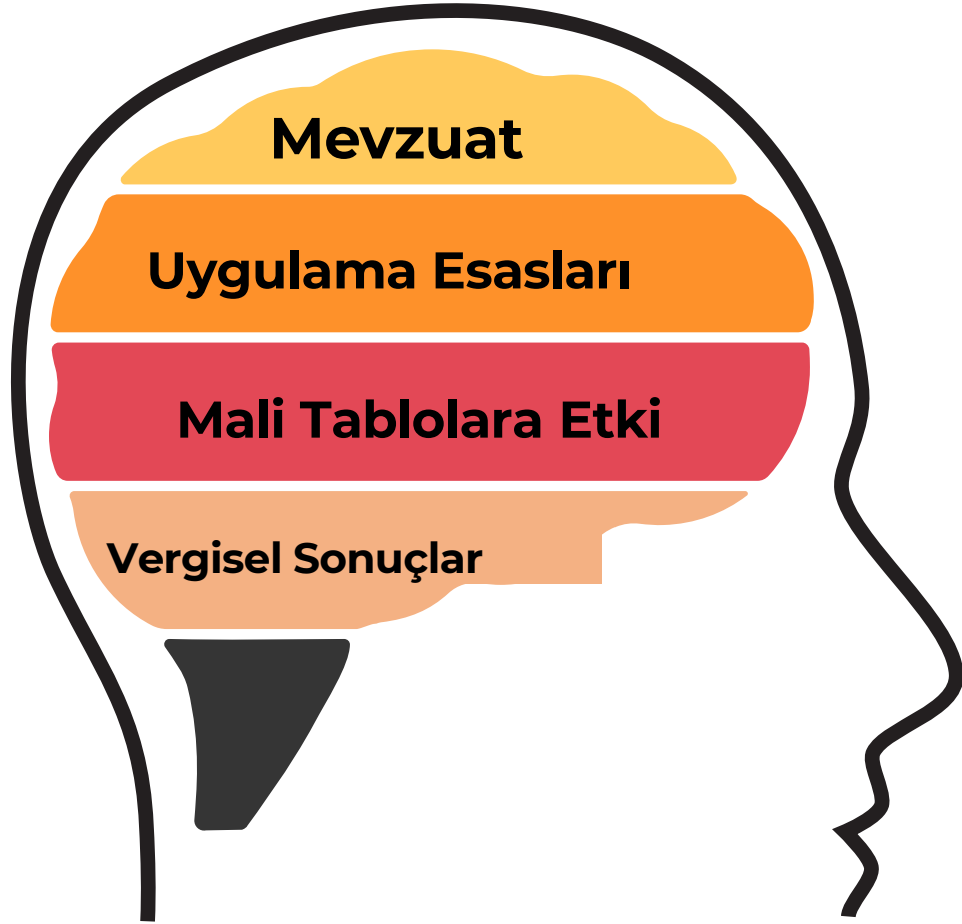 Mevzuat
Uygulama Esasları
Mali Tablolara Etki
Vergisel Sonuçlar